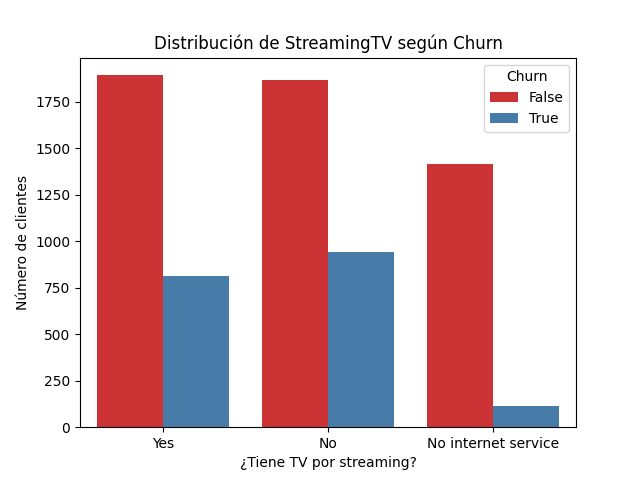 Distribución de StreamingTV según Churn
Churn
False
True
Número de clientes
1750
1500
1250
1000
750
500
250
0
Yes
No
No internet service
¿Tiene TV por streaming?